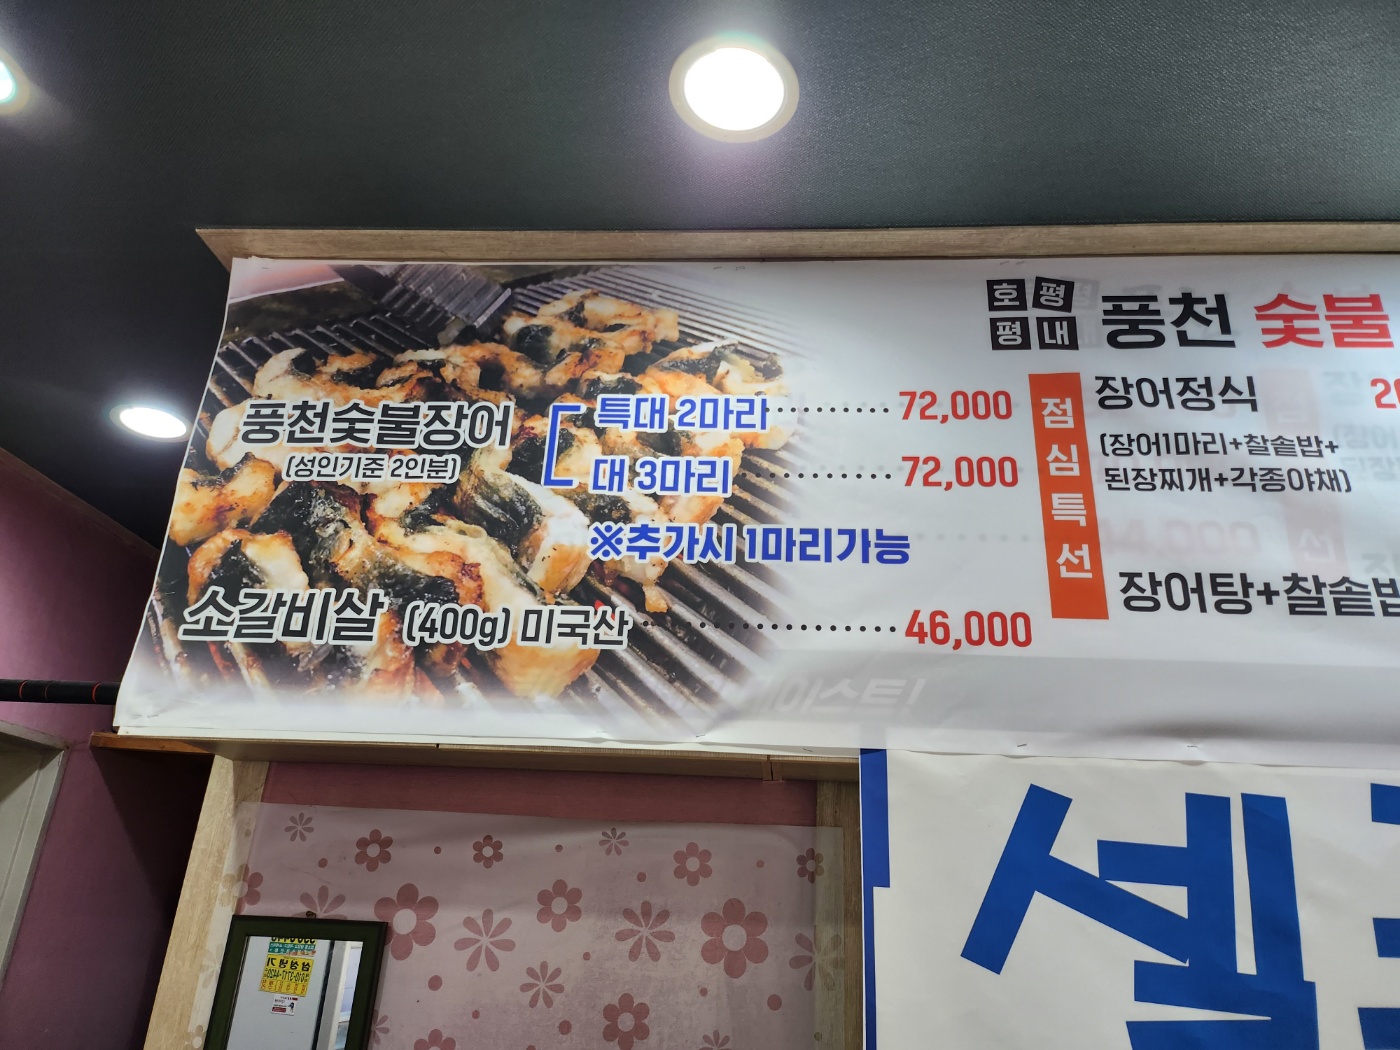 호평
평내
풍천 숯불
풍천숯불장어
(성인기준 2인분)
특대 2마리 72,000
대 3마리 72,000
※추가시 1마리가능
소갈비살 (400g) 미국산 46,000
점심특선
장어정식
(장어1마리+찰솥밥+
된장찌개+각종야채)
장어탕+찰솥밥
셀